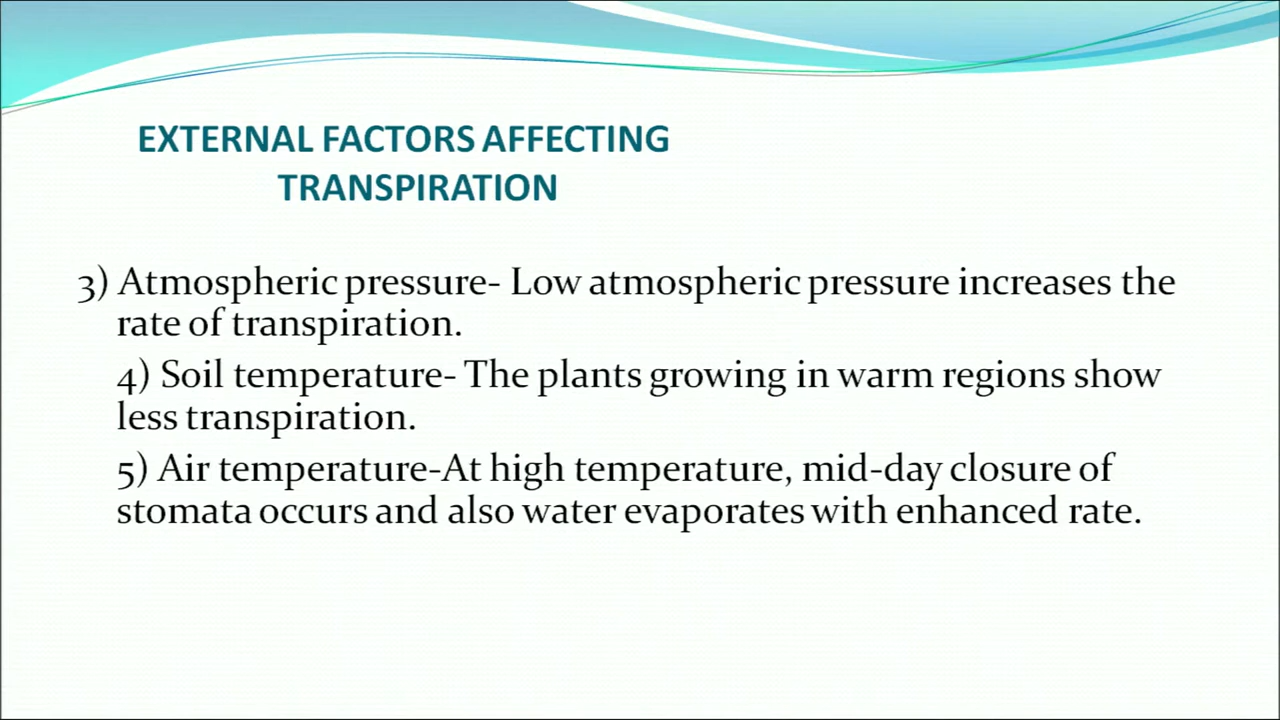 EXTERNAL FACTORS AFFECTING
TRANSPIRATION
3) Atmospheric pressure- Low atmospheric pressure increases the
rate of transpiration.
4) Soil temperature- The plants growing in warm regions show
less transpiration.
5) Air temperature-At high temperature, mid-day closure of
stomata occurs and also water evaporates with enhanced rate.